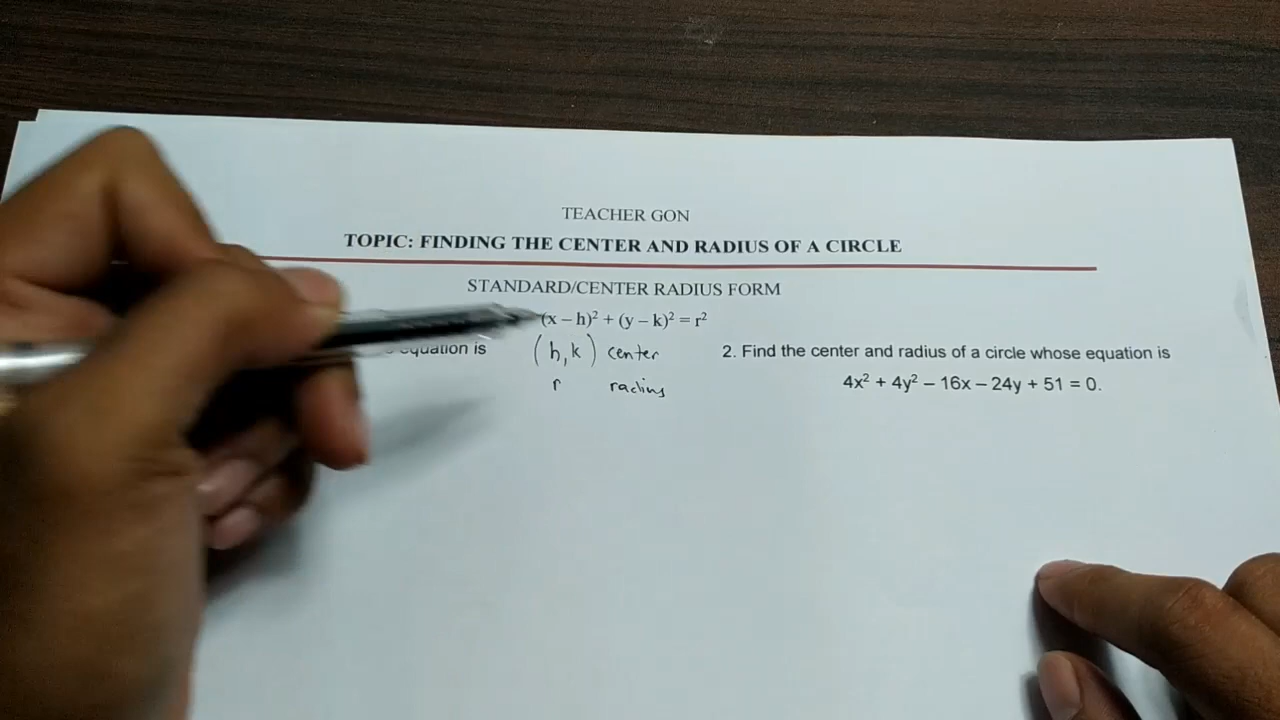 TEACHER GON
TOPIC: FINDING THE CENTER AND RADIUS OF A CIRCLE
STANDARD/CENTER RADIUS FORM
(x – h)² + (y – k)² = r²
equation is
(h, k) center
r radius
2. Find the center and radius of a circle whose equation is
4x² + 4y² – 16x – 24y + 51 = 0.